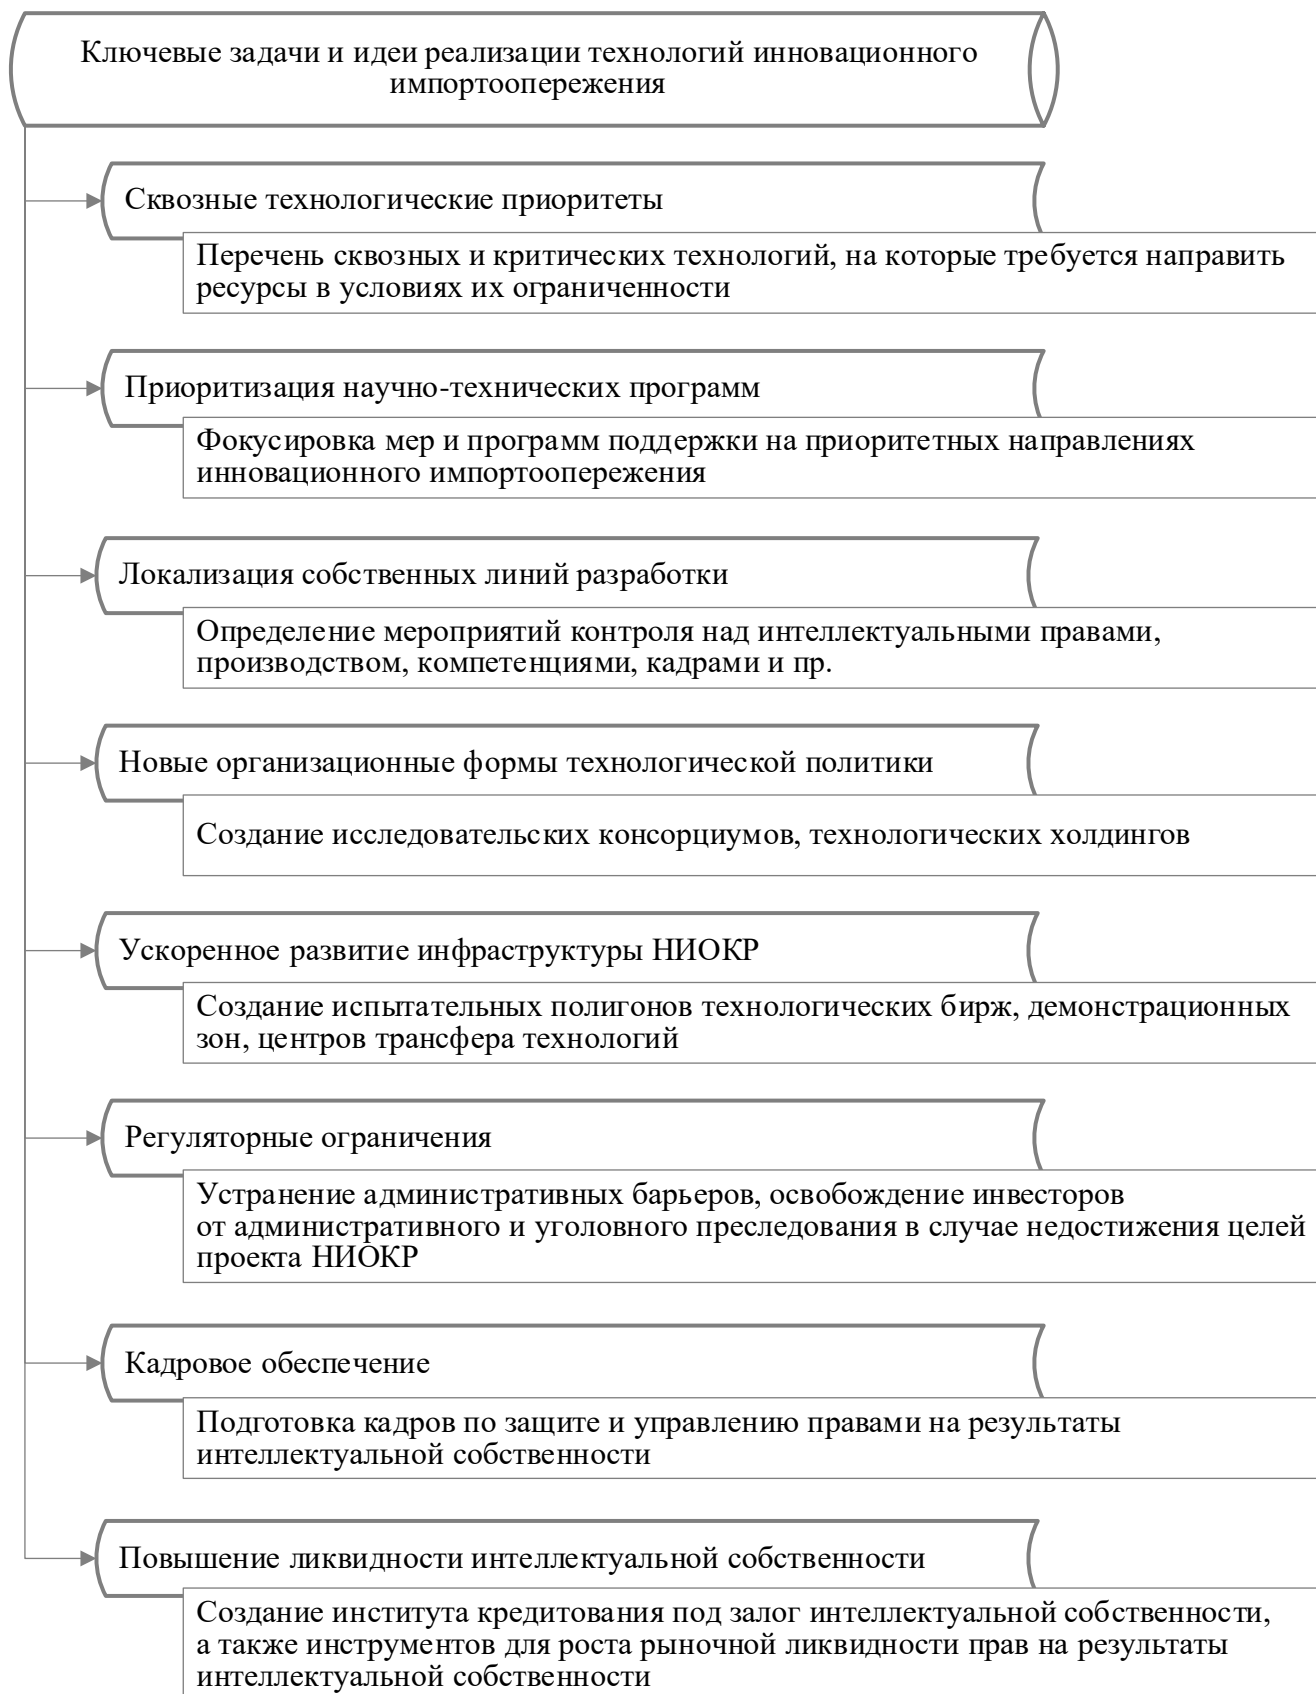 Ключевые задачи и идеи реализации технологий инновационного
импортоопережения
Сквозные технологические приоритеты
Перечень сквозных и критических технологий, на которые требуется направить
ресурсы в условиях их ограниченности
Приоритизация научно-технических программ
Фокусировка мер и программ поддержки на приоритетных направлениях
инновационного импортоопережения
Локализация собственных линий разработки
Определение мероприятий контроля над интеллектуальными правами,
производством, компетенциями, кадрами и пр.
Новые организационные формы технологической политики
Создание исследовательских консорциумов, технологических холдингов
Ускоренное развитие инфраструктуры НИОКР
Создание испытательных полигонов технологических бирж, демонстрационных
зон, центров трансфера технологий
Регуляторные ограничения
Устранение административных барьеров, освобождение инвесторов
от административного и уголовного преследования в случае недостижения целей
проекта НИОКР
Кадровое обеспечение
Подготовка кадров по защите и управлению правами на результаты
интеллектуальной собственности
Повышение ликвидности интеллектуальной собственности
Создание института кредитования под залог интеллектуальной собственности,
а также инструментов для роста рыночной ликвидности прав на результаты
интеллектуальной собственности